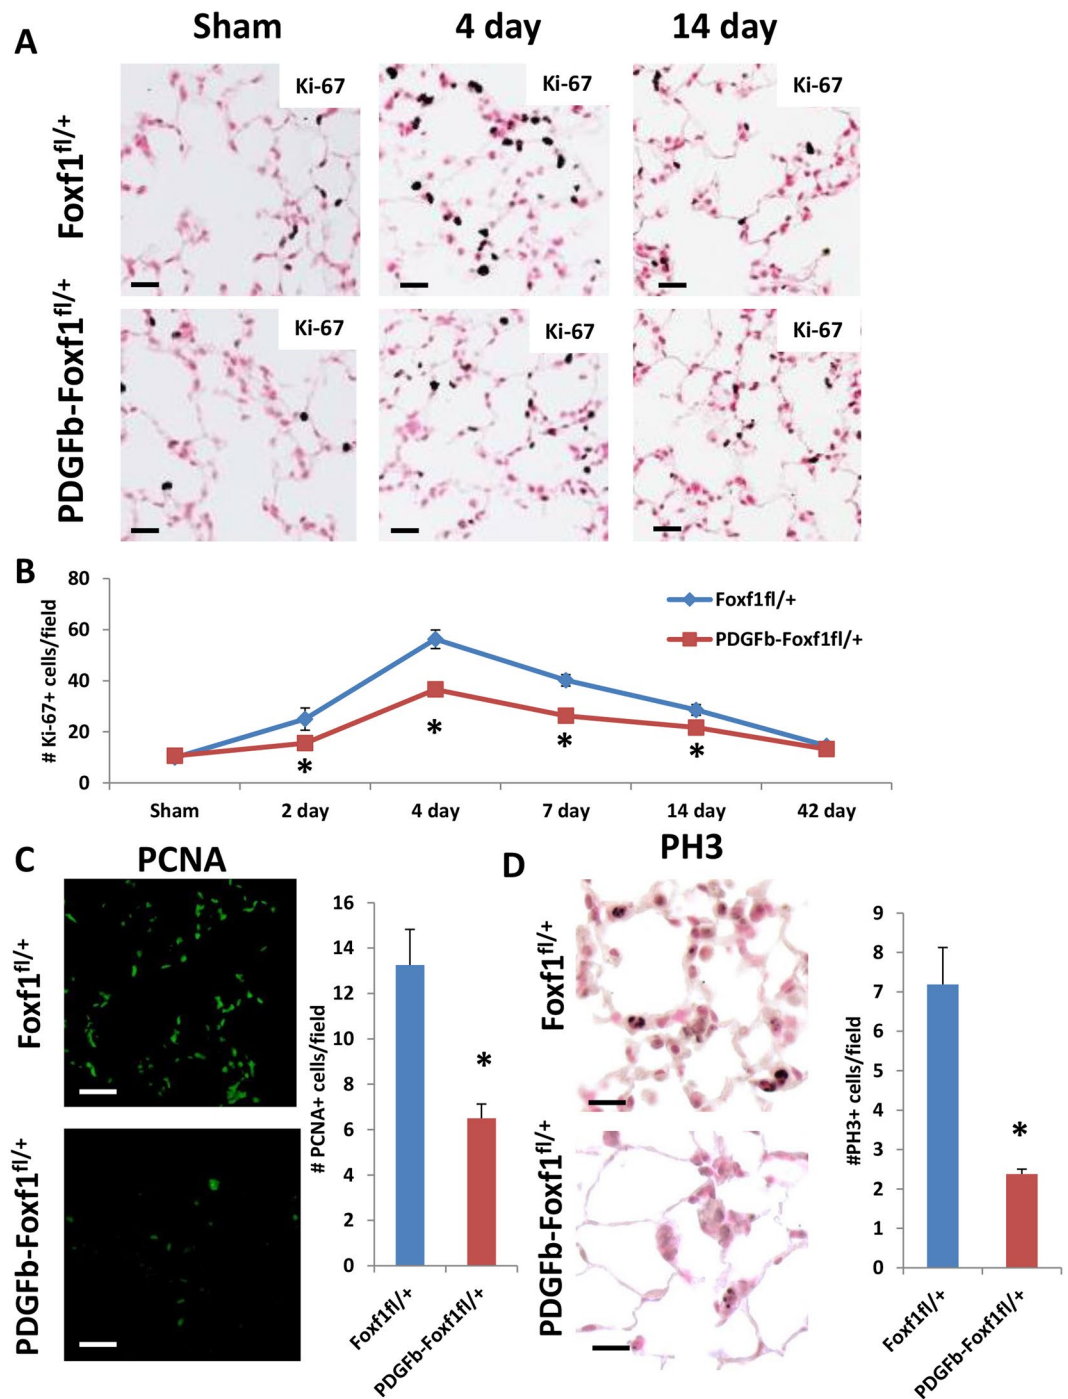 A
Sham 4 day 14 day
Foxf1fl/+
Ki-67 Ki-67 Ki-67
PDGFb-Foxf1fl/+
Ki-67 Ki-67 Ki-67
B
# Ki-67+ cells/field
80
60
40
20
0
Foxf1fl/+
PDGFb-Foxf1fl/+
* * * *
Sham 2 day 4 day 7 day 14 day 42 day
C
PCNA
Foxf1fl/+
PDGFb-Foxf1fl/+
# PCNA+ cells/field
16
14
12
10
8
6
4
2
0
*
Foxf1fl/+
PDGFb-Foxf1fl/+
D
PH3
Foxf1fl/+
PDGFb-Foxf1fl/+
#PH3+ cells/field
9
8
7
6
5
4
3
2
1
0
*
Foxf1fl/+
PDGFb-Foxf1fl/+